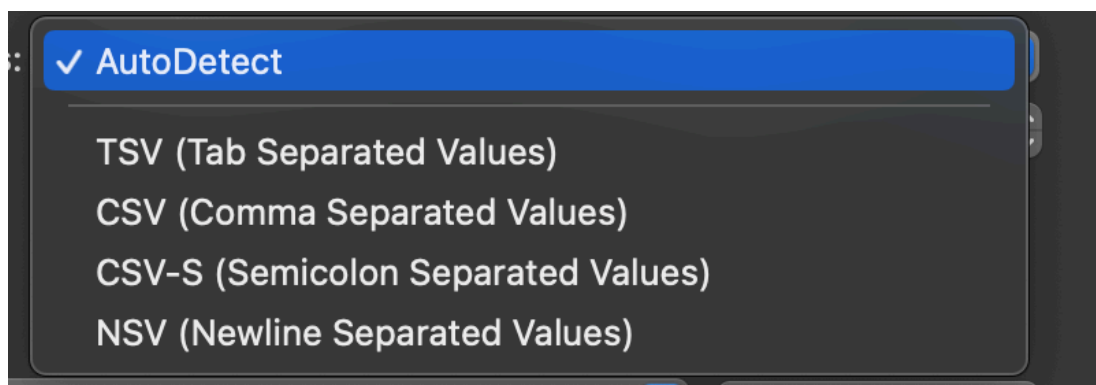 AutoDetect
TSV (Tab Separated Values)
CSV (Comma Separated Values)
CSV-S (Semicolon Separated Values)
NSV (Newline Separated Values)